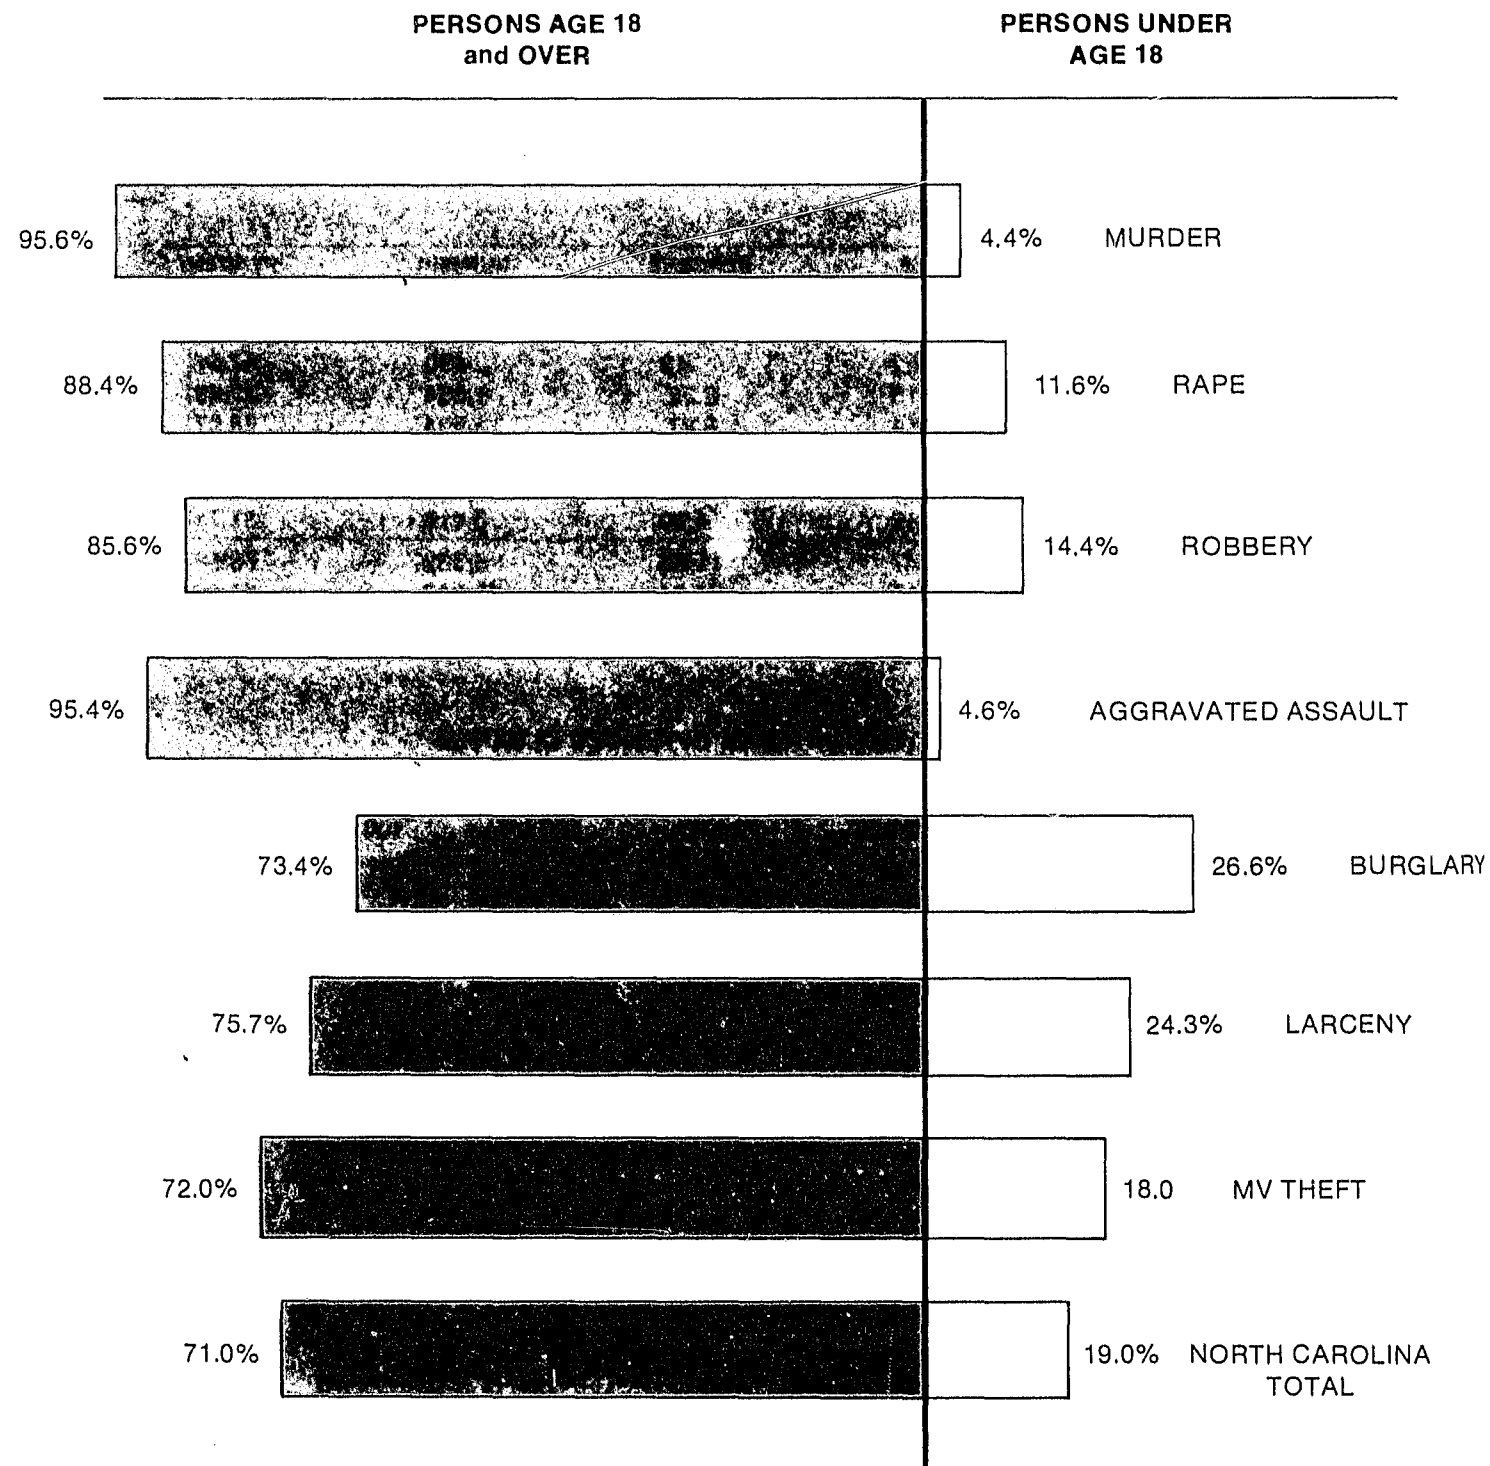 PERSONS AGE 18
and OVER
PERSONS UNDER
AGE 18
95.6% 4.4% MURDER
88.4% 11.6% RAPE
85.6% 14.4% ROBBERY
95.4% 4.6% AGGRAVATED ASSAULT
73.4% 26.6% BURGLARY
75.7% 24.3% LARCENY
72.0% 18.0 MV THEFT
71.0% 19.0% NORTH CAROLINA
TOTAL